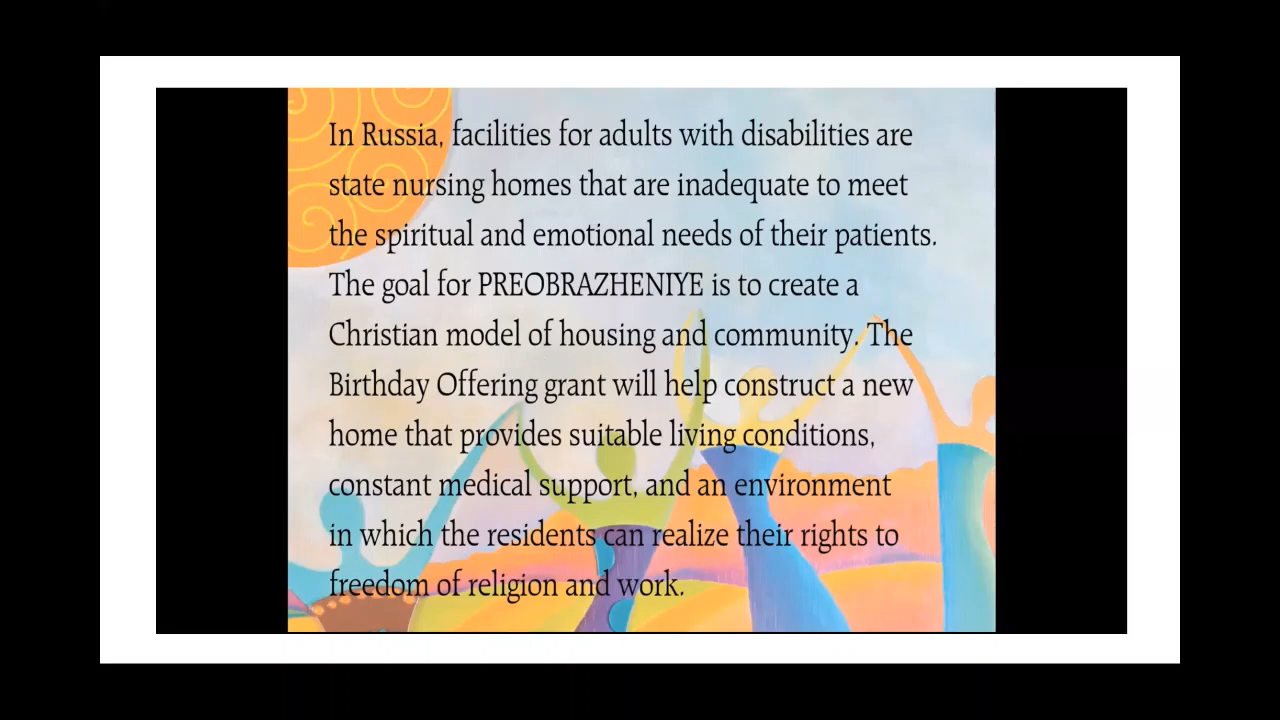 In Russia, facilities for adults with disabilities are
state nursing homes that are inadequate to meet
the spiritual and emotional needs of their patients.
The goal for PREOBRAZHENIYE is to create a
Christian model of housing and community. The
Birthday Offering grant will help construct a new
home that provides suitable living conditions,
constant medical support, and an environment
in which the residents can realize their rights to
freedom of religion and work.